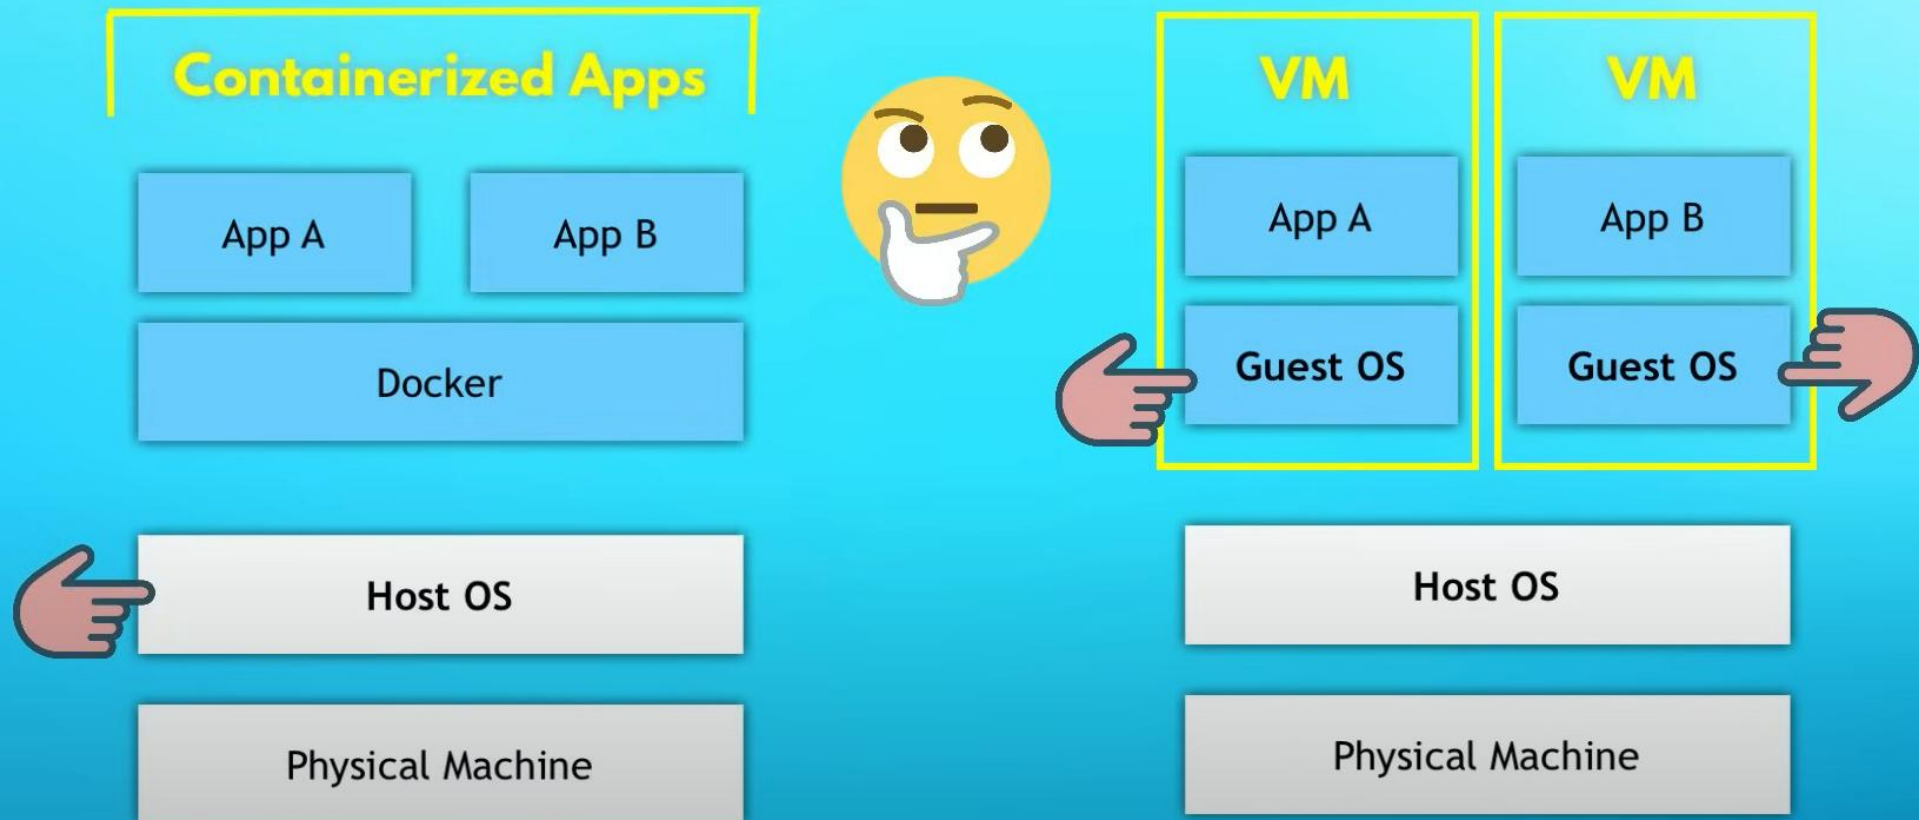 Containerized Apps
App A
App B
Docker
Host OS
Physical Machine
VM
VM
App A
App B
Guest OS
Guest OS
Host OS
Physical Machine